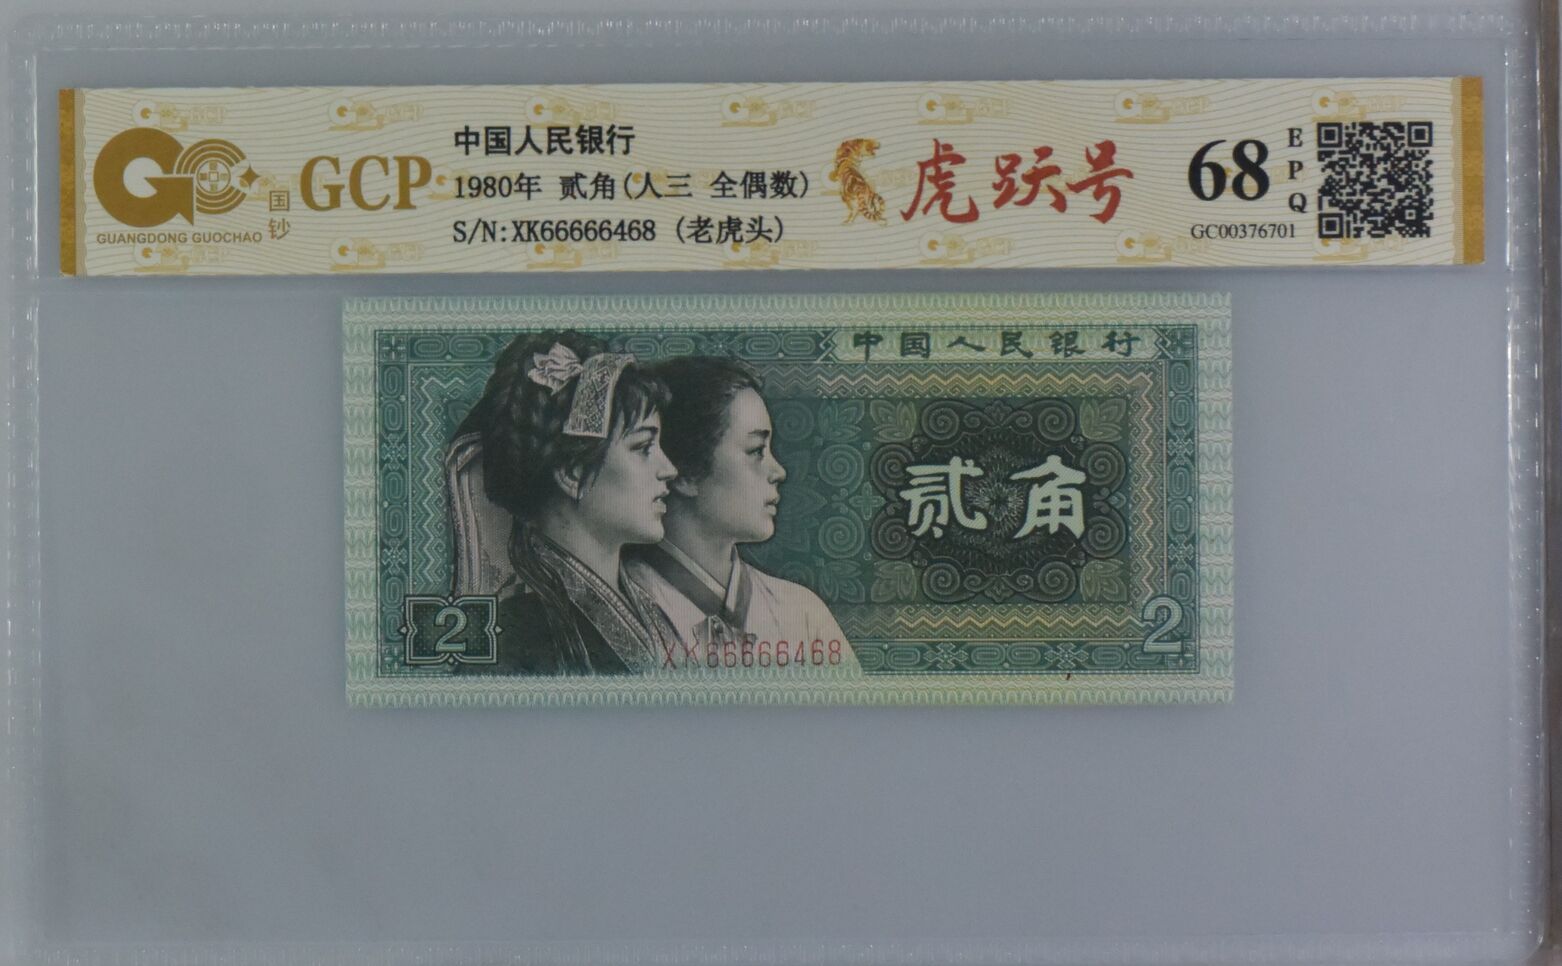 GUANGDONG GUOCHAO
国钞
GCP
中国人民银行
1980年 贰角(人三 全偶数)
S/N:XK66666468 (老虎头)
虎跃号
68
EPQ
GC00376701
中国人民银行
贰角
2
2
XK66666468